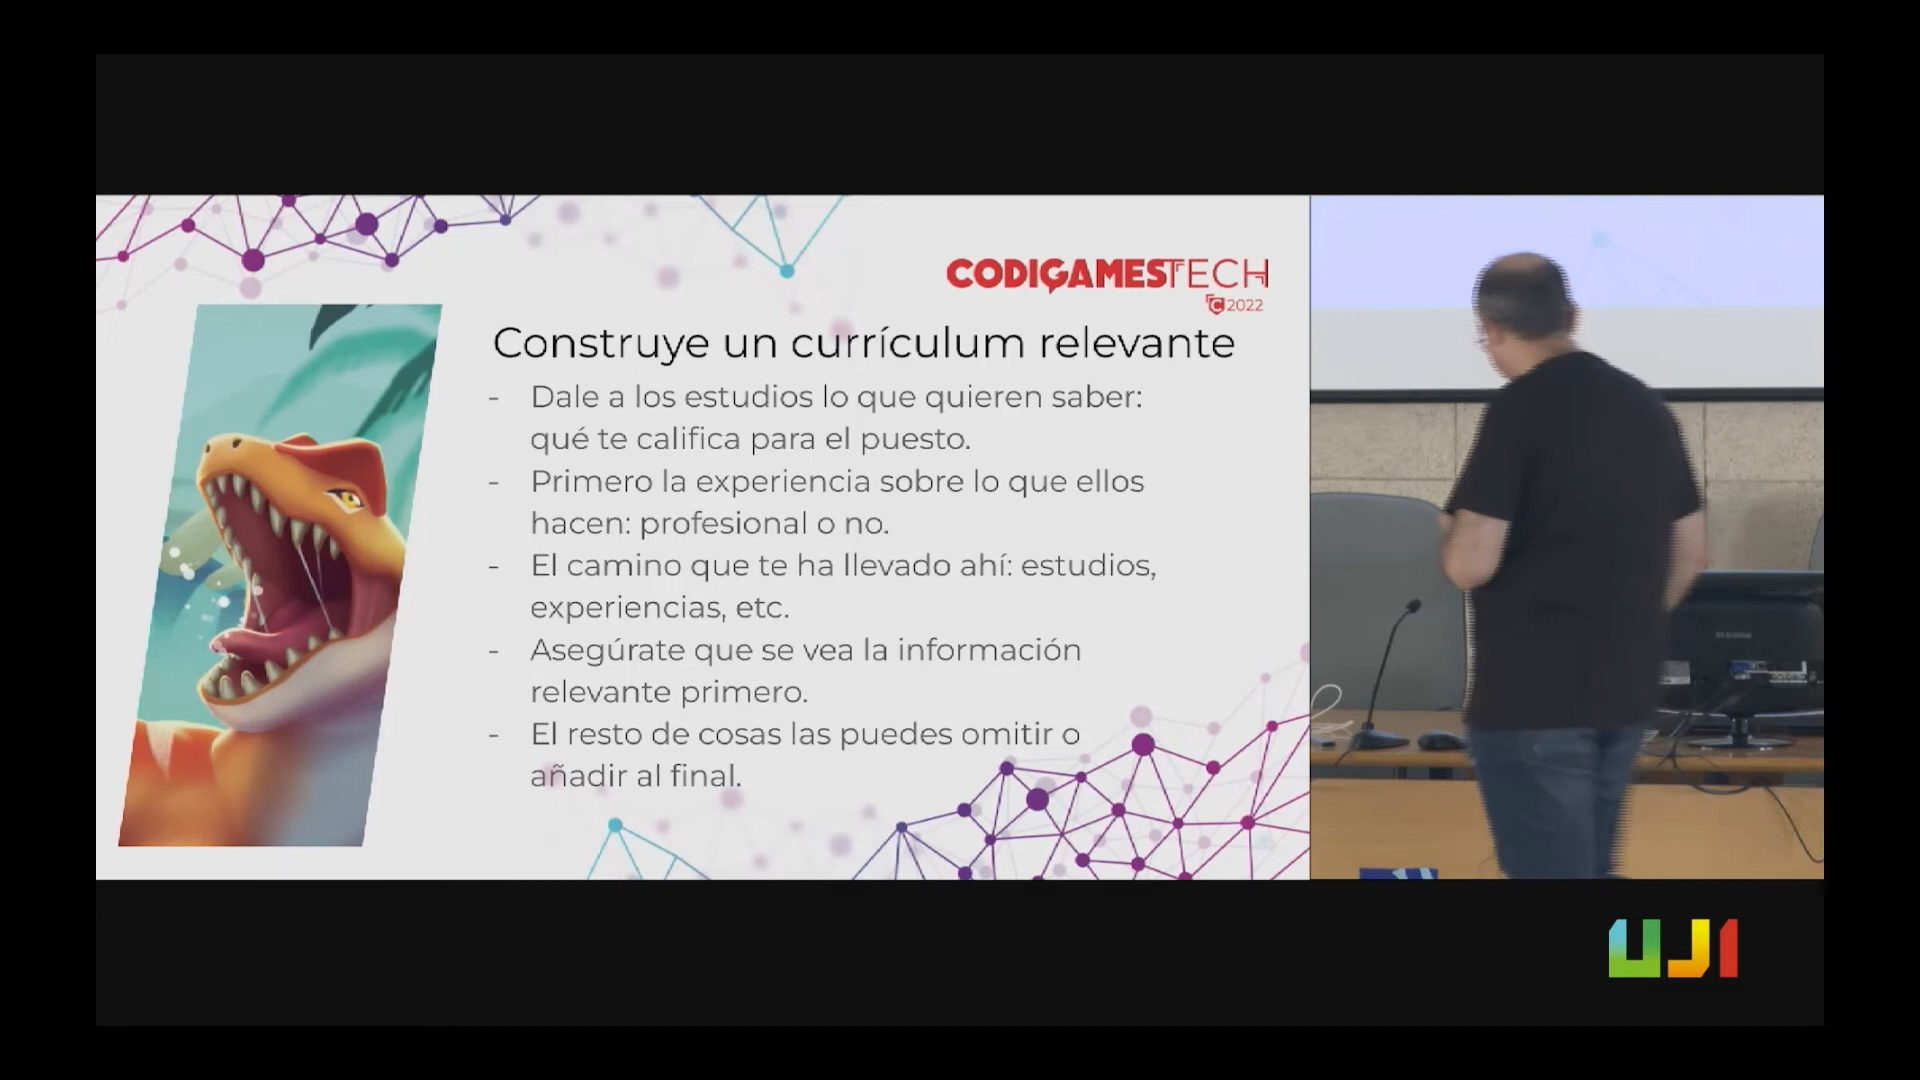 CODIGAMESTECH
C 2022
Construye un currículum relevante
- Dale a los estudios lo que quieren saber:
qué te califica para el puesto.
- Primero la experiencia sobre lo que ellos
hacen: profesional o no.
- El camino que te ha llevado ahí: estudios,
experiencias, etc.
- Asegúrate que se vea la información
relevante primero.
- El resto de cosas las puedes omitir o
añadir al final.
UJI